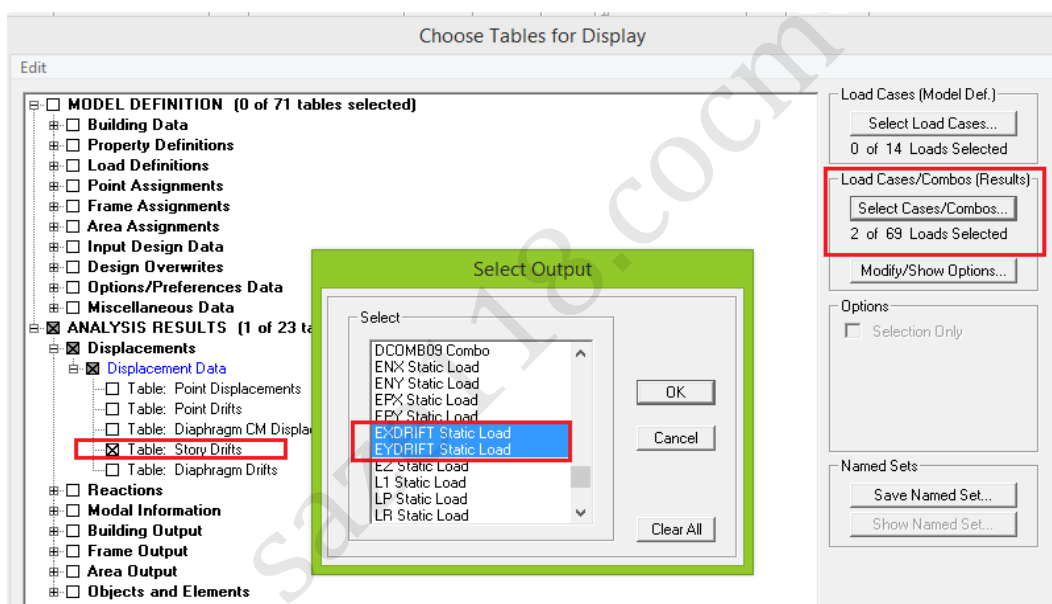 Choose Tables for Display
Edit
MODEL DEFINITION (0 of 71 tables selected)
Building Data
Property Definitions
Load Definitions
Point Assignments
Frame Assignments
Area Assignments
Input Design Data
Design Overwrites
Options/Preferences Data
Miscellaneous Data
ANALYSIS RESULTS (1 of 23 ta
Displacements
Displacement Data
Table: Point Displacements
Table: Point Drifts
Table: Diaphragm CM Displa
Table: Story Drifts
Table: Diaphragm Drifts
Reactions
Modal Information
Building Output
Frame Output
Area Output
Objects and Elements
Select Output
Select
DCOMB09 Combo
ENX Static Load
ENY Static Load
EPX Static Load
EPY Static Load
EXDRIFT Static Load
EYDRIFT Static Load
EZ Static Load
L1 Static Load
LP Static Load
LR Static Load
OK
Cancel
Clear All
Load Cases (Model Def.)
Select Load Cases...
0 of 14 Loads Selected
Load Cases/Combos (Results)
Select Cases/Combos...
2 of 69 Loads Selected
Modify/Show Options...
Options
Selection Only
Named Sets
Save Named Set...
Show Named Set...